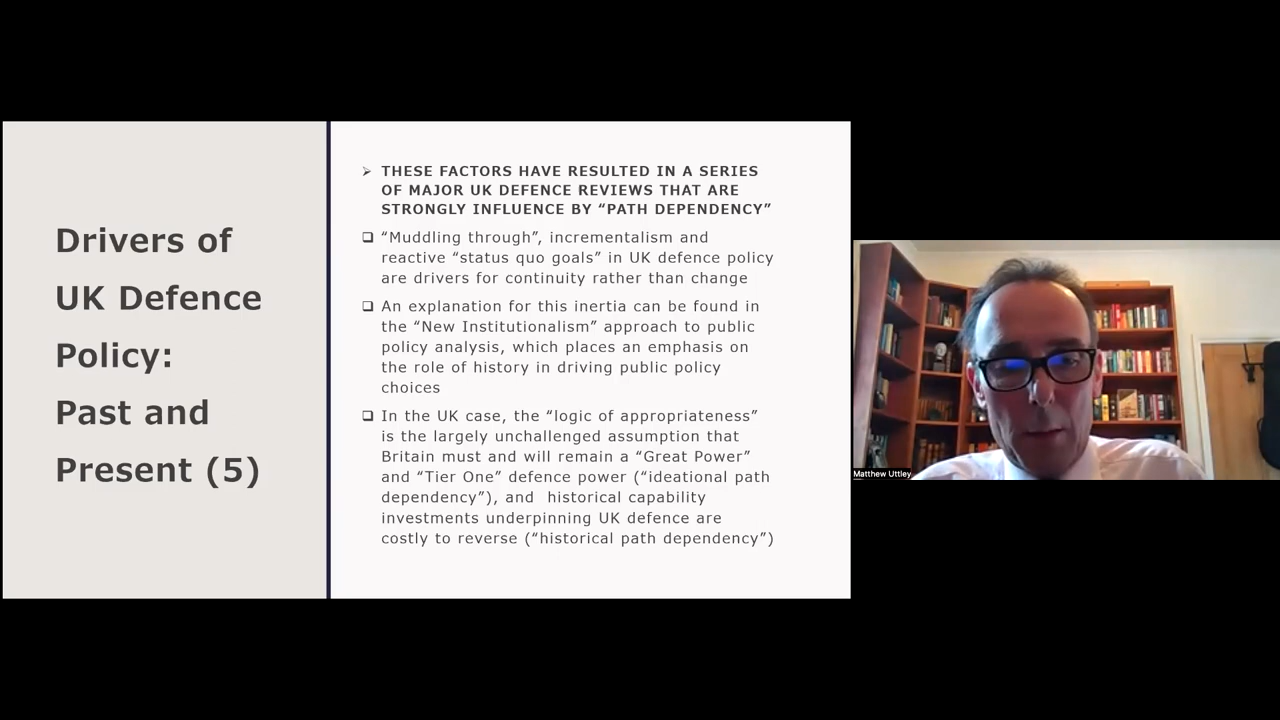 Drivers of
UK Defence
Policy:
Past and
Present (5)
THESE FACTORS HAVE RESULTED IN A SERIES
OF MAJOR UK DEFENCE REVIEWS THAT ARE
STRONGLY INFLUENCE BY “PATH DEPENDENCY”
“Muddling through”, incrementalism and
reactive “status quo goals” in UK defence policy
are drivers for continuity rather than change
An explanation for this inertia can be found in
the “New Institutionalism” approach to public
policy analysis, which places an emphasis on
the role of history in driving public policy
choices
In the UK case, the “logic of appropriateness”
is the largely unchallenged assumption that
Britain must and will remain a “Great Power”
and “Tier One” defence power (“ideational path
dependency”), and historical capability
investments underpinning UK defence are
costly to reverse (“historical path dependency”)
Matthew Uttley